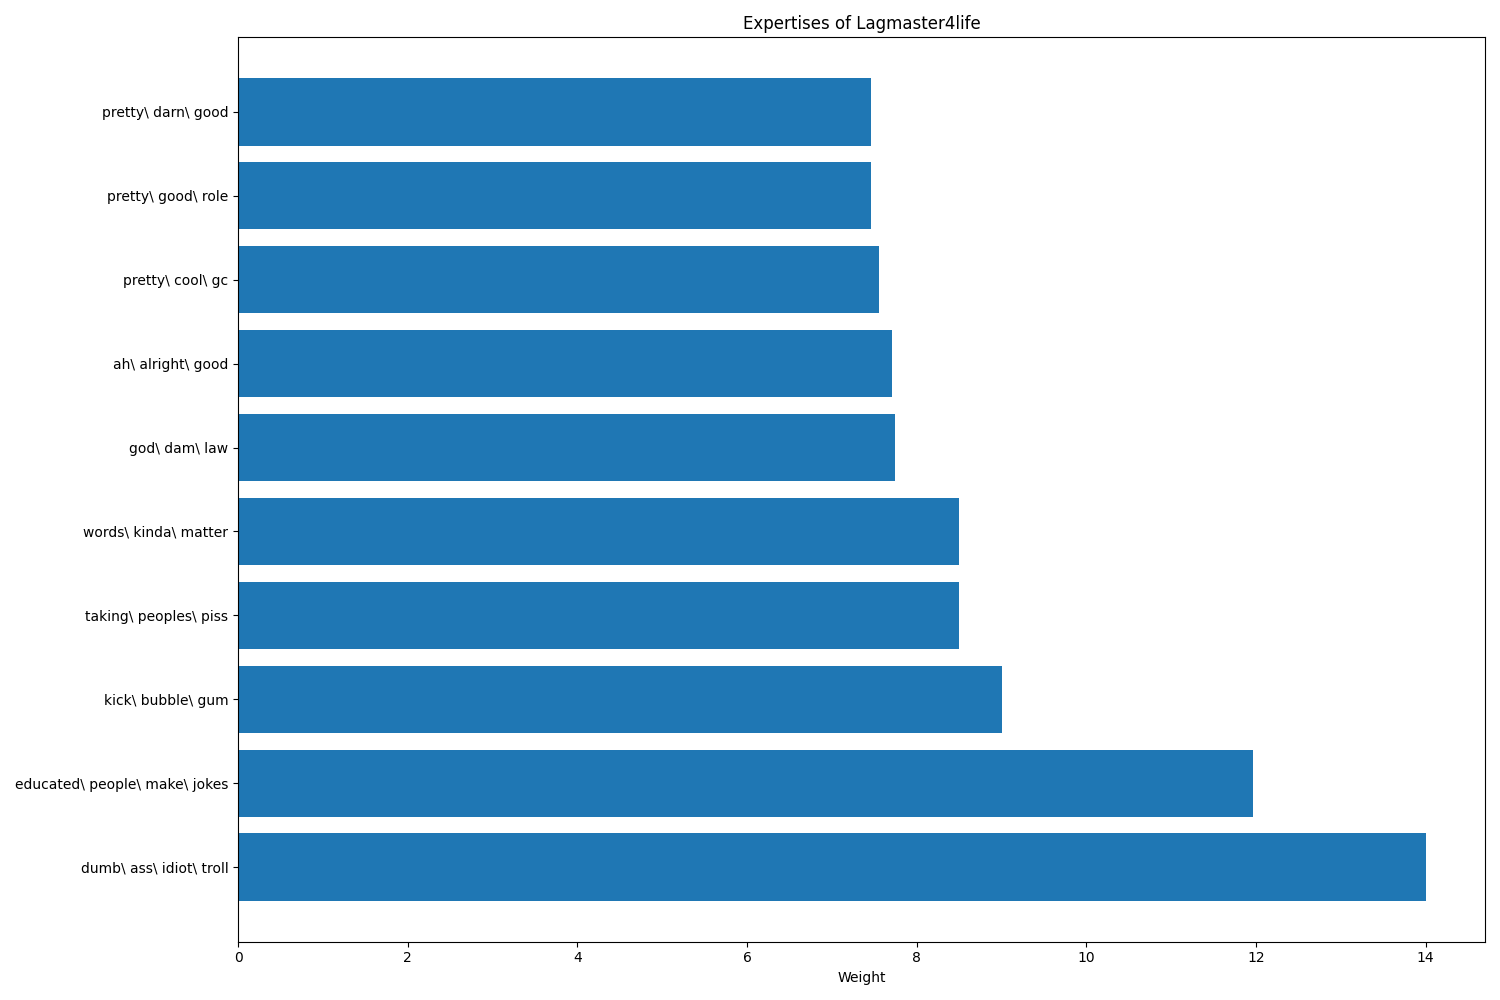 Expertises of Lagmaster4life
pretty\ darn\ good
pretty\ good\ role
pretty\ cool\ gc
ah\ alright\ good
god\ dam\ law
words\ kinda\ matter
taking\ peoples\ piss
kick\ bubble\ gum
educated\ people\ make\ jokes
dumb\ ass\ idiot\ troll
0 2 4 6 8 10 12 14
Weight